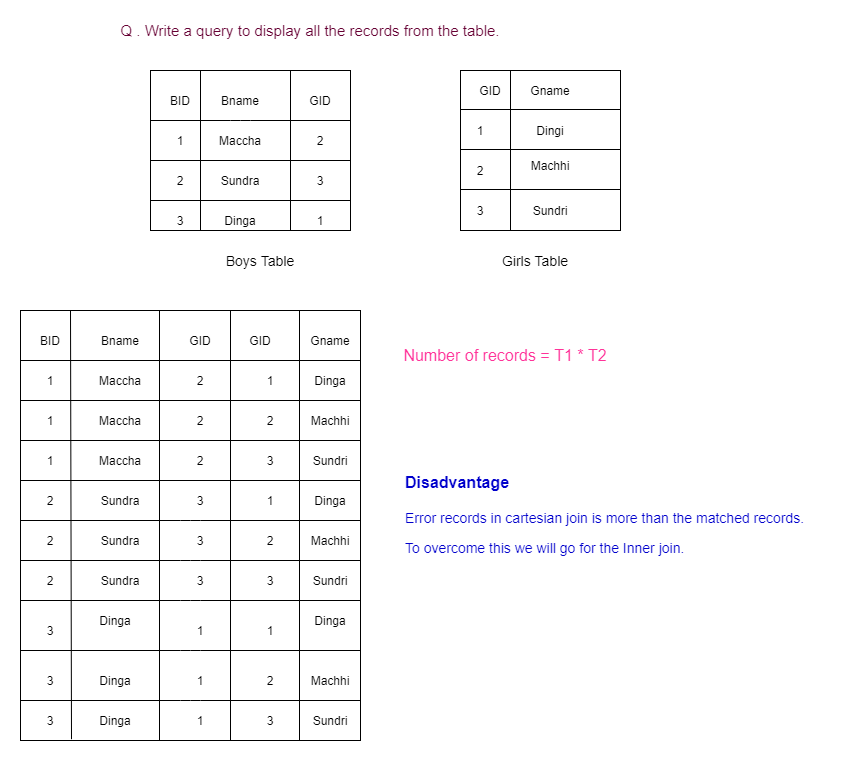 Q . Write a query to display all the records from the table.
BID Bname GID
1 Maccha 2
2 Sundra 3
3 Dinga 1
Boys Table
GID Gname
1 Dingi
2 Machhi
3 Sundri
Girls Table
BID Bname GID GID Gname
1 Maccha 2 1 Dinga
1 Maccha 2 2 Machhi
1 Maccha 2 3 Sundri
2 Sundra 3 1 Dinga
2 Sundra 3 2 Machhi
2 Sundra 3 3 Sundri
3 Dinga 1 1 Dinga
3 Dinga 1 2 Machhi
3 Dinga 1 3 Sundri
Number of records = T1 * T2
Disadvantage
Error records in cartesian join is more than the matched records.
To overcome this we will go for the Inner join.